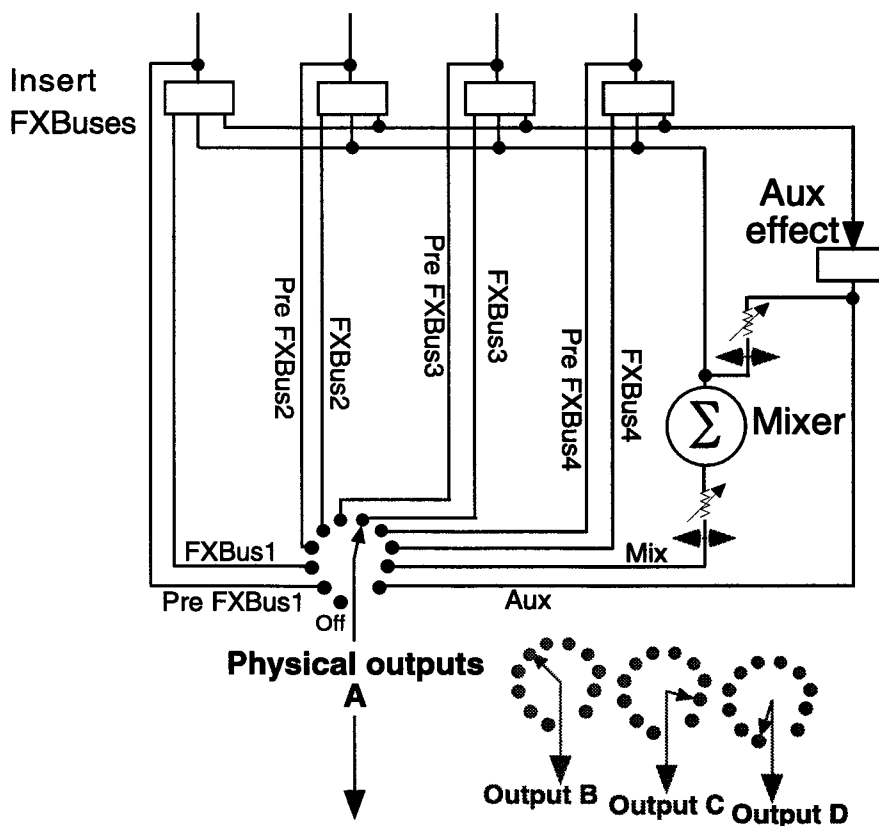 Insert
FXBuses
Aux
effect
Pre FXBus2
FXBus2
Pre FXBus3
FXBus3
Pre FXBus4
FXBus4
Σ
Mixer
FXBus1
Mix
Pre FXBus1
Off
Aux
Physical outputs
A
Output B
Output C
Output D